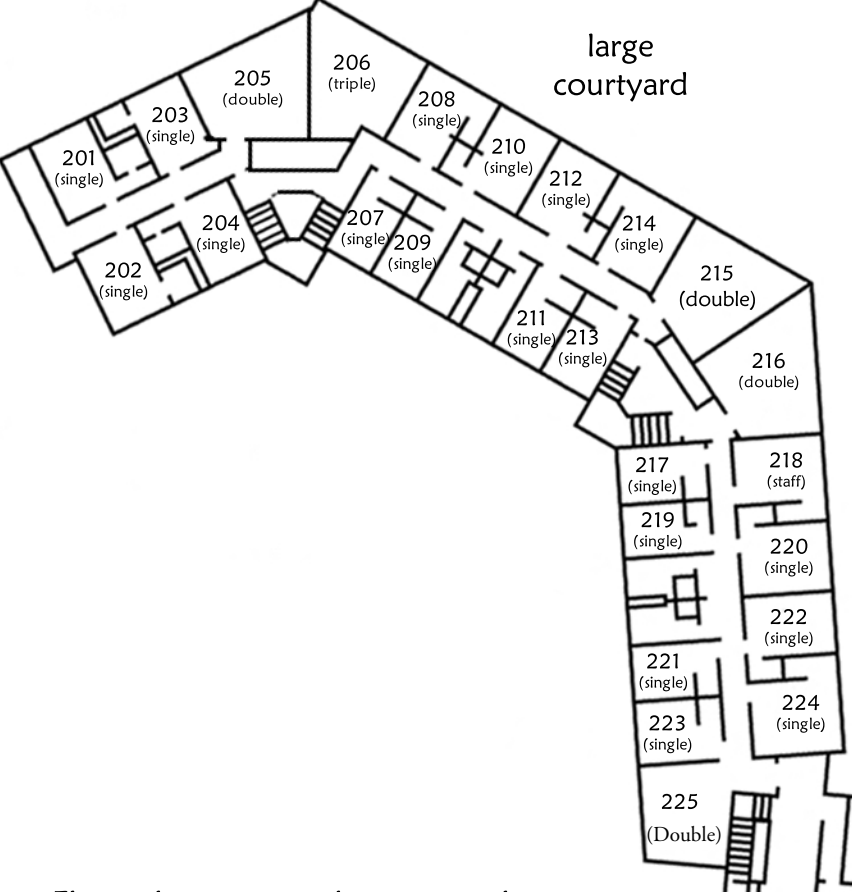 large
courtyard
201
(single)
202
(single)
203
(single)
204
(single)
205
(double)
206
(triple)
207
(single)
208
(single)
209
(single)
210
(single)
211
(single)
212
(single)
213
(single)
214
(single)
215
(double)
216
(double)
217
(single)
218
(staff)
219
(single)
220
(single)
221
(single)
222
(single)
223
(single)
224
(single)
225
(Double)